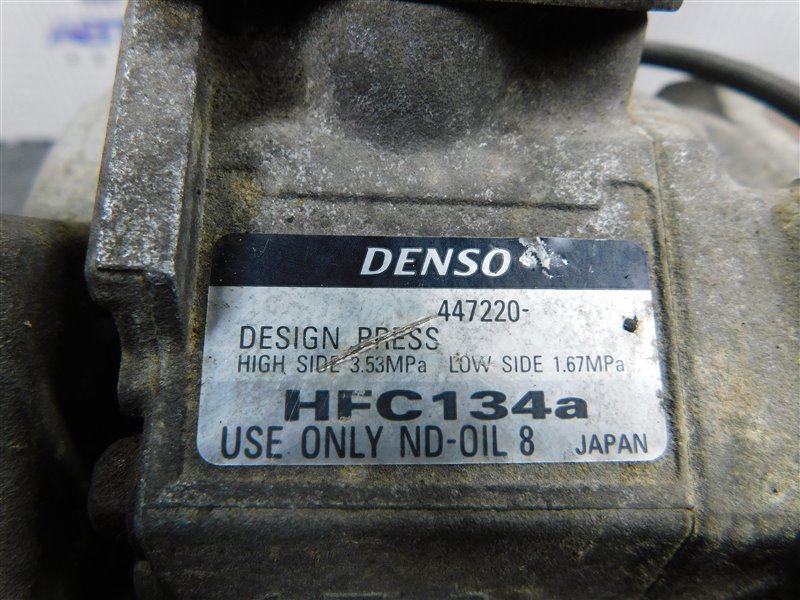 DENSO
447220-
DESIGN PRESS
HIGH SIDE 3.53MPa LOW SIDE 1.67MPa
HFC134a
USE ONLY ND-OIL 8 JAPAN